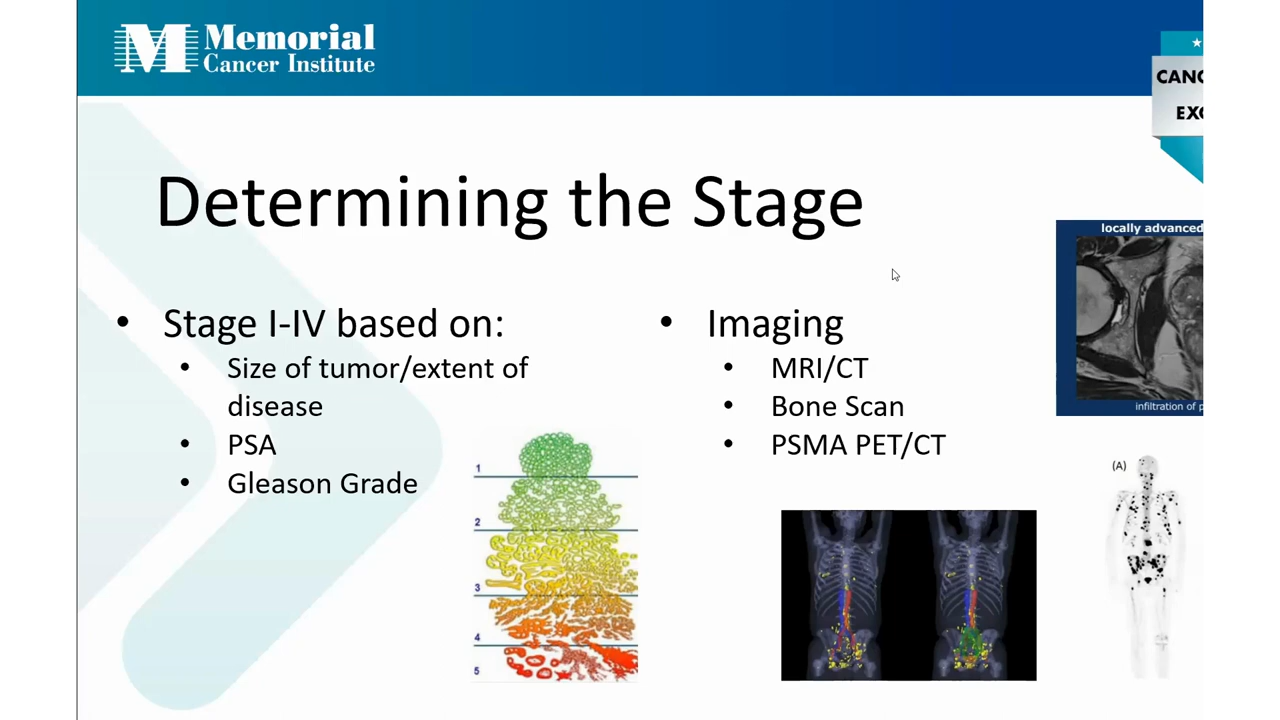 Memorial
Cancer Institute
CANC
EXC
Determining the Stage
• Stage I-IV based on:
• Size of tumor/extent of
disease
• PSA
• Gleason Grade
1
2
3
4
5
• Imaging
• MRI/CT
• Bone Scan
• PSMA PET/CT
locally advanced
infiltration of p
(A)